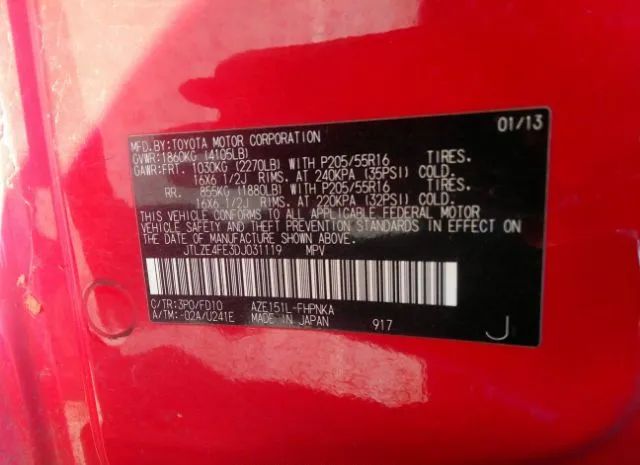 01/13
MFD.BY:TOYOTA MOTOR CORPORATION
GVWR:1860KG (4105LB)
GAWR:FRT. 1030KG (2270LB) WITH P205/55R16 TIRES.
16X6 1/2J RIMS. AT 240KPA (35PSI) COLD.
RR. 855KG (1880LB) WITH P205/55R16 TIRES.
16X6 1/2J RIMS. AT 220KPA (32PSI) COLD.
THIS VEHICLE CONFORMS TO ALL APPLICABLE FEDERAL MOTOR
VEHICLE SAFETY AND THEFT PREVENTION STANDARDS IN EFFECT ON
THE DATE OF MANUFACTURE SHOWN ABOVE.
JTLZE4FE3DJ031119 MPV
C/TR:3P0/FD10 AZE151L-FHPNKA
A/TM:-02A/U241E MADE IN JAPAN 917 J